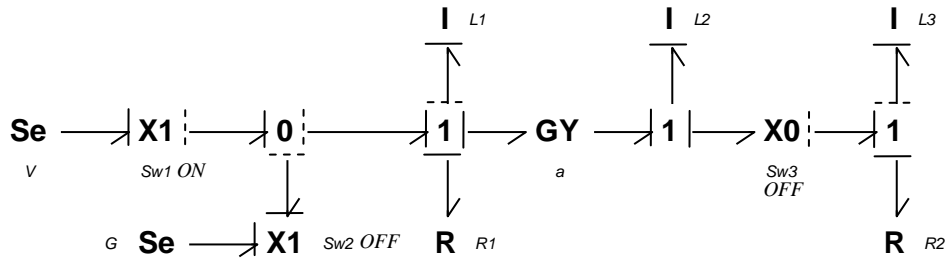 I L1 I L2 I L3
Se X1 0 1 GY 1 X0 1
V Sw1 ON a Sw3
OFF
G Se X1 Sw2 OFF R R1 R R2